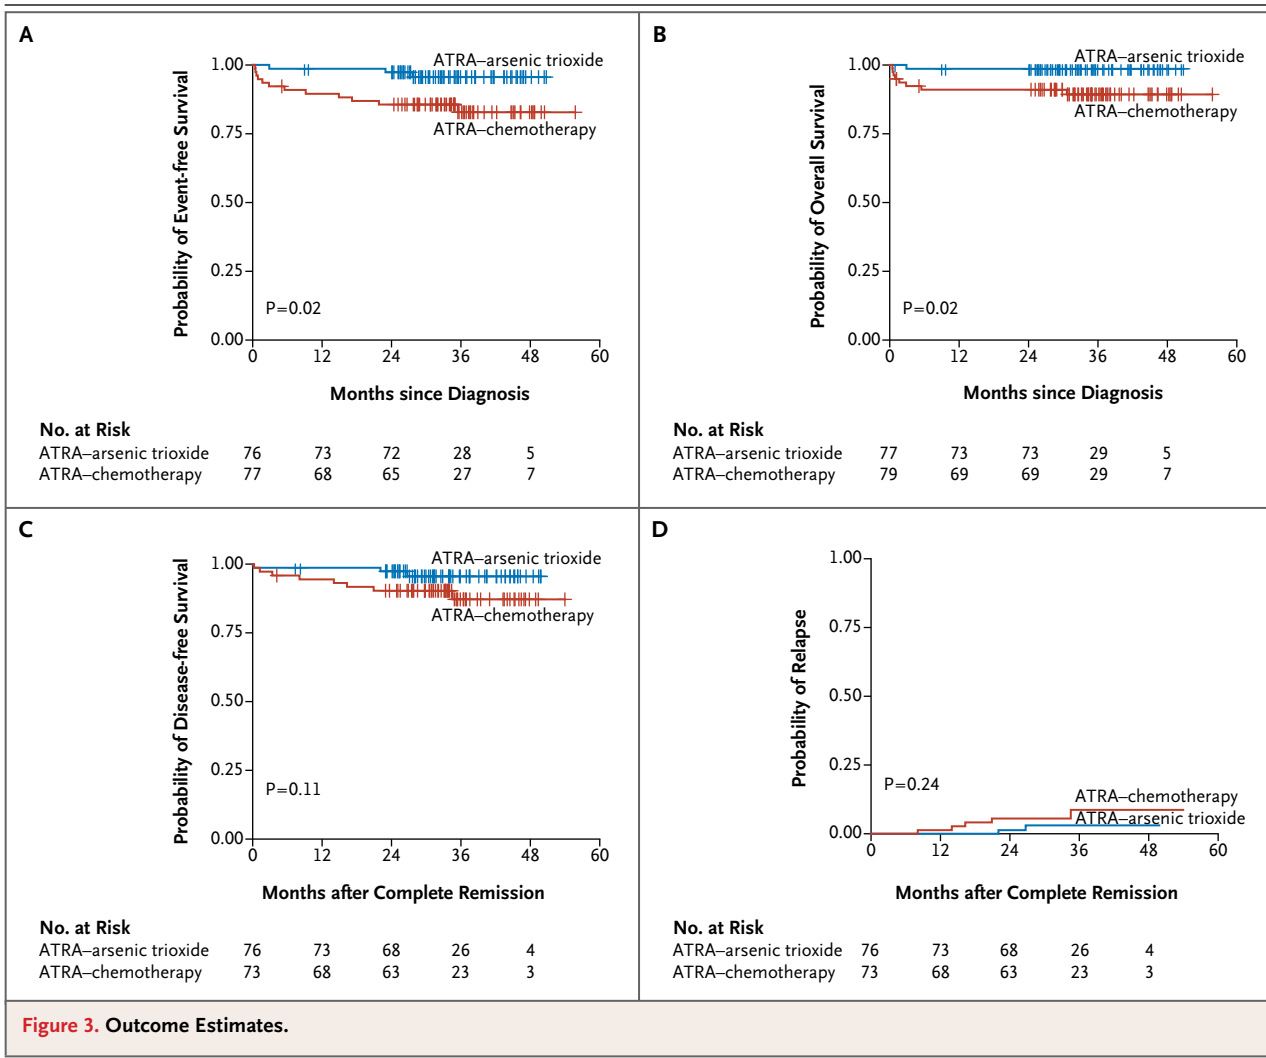 A
Probability of Event-free Survival
1.00
0.75
0.50
0.25
0.00
ATRA–arsenic trioxide
ATRA–chemotherapy
P=0.02
0 12 24 36 48 60
Months since Diagnosis
No. at Risk
ATRA–arsenic trioxide 76 73 72 28 5
ATRA–chemotherapy 77 68 65 27 7
B
Probability of Overall Survival
1.00
0.75
0.50
0.25
0.00
ATRA–arsenic trioxide
ATRA–chemotherapy
P=0.02
0 12 24 36 48 60
Months since Diagnosis
No. at Risk
ATRA–arsenic trioxide 77 73 73 29 5
ATRA–chemotherapy 79 69 69 29 7
C
Probability of Disease-free Survival
1.00
0.75
0.50
0.25
0.00
ATRA–arsenic trioxide
ATRA–chemotherapy
P=0.11
0 12 24 36 48 60
Months after Complete Remission
No. at Risk
ATRA–arsenic trioxide 76 73 68 26 4
ATRA–chemotherapy 73 68 63 23 3
D
Probability of Relapse
1.00
0.75
0.50
0.25
0.00
P=0.24
ATRA–chemotherapy
ATRA–arsenic trioxide
0 12 24 36 48 60
Months after Complete Remission
No. at Risk
ATRA–arsenic trioxide 76 73 68 26 4
ATRA–chemotherapy 73 68 63 23 3
Figure 3. Outcome Estimates.